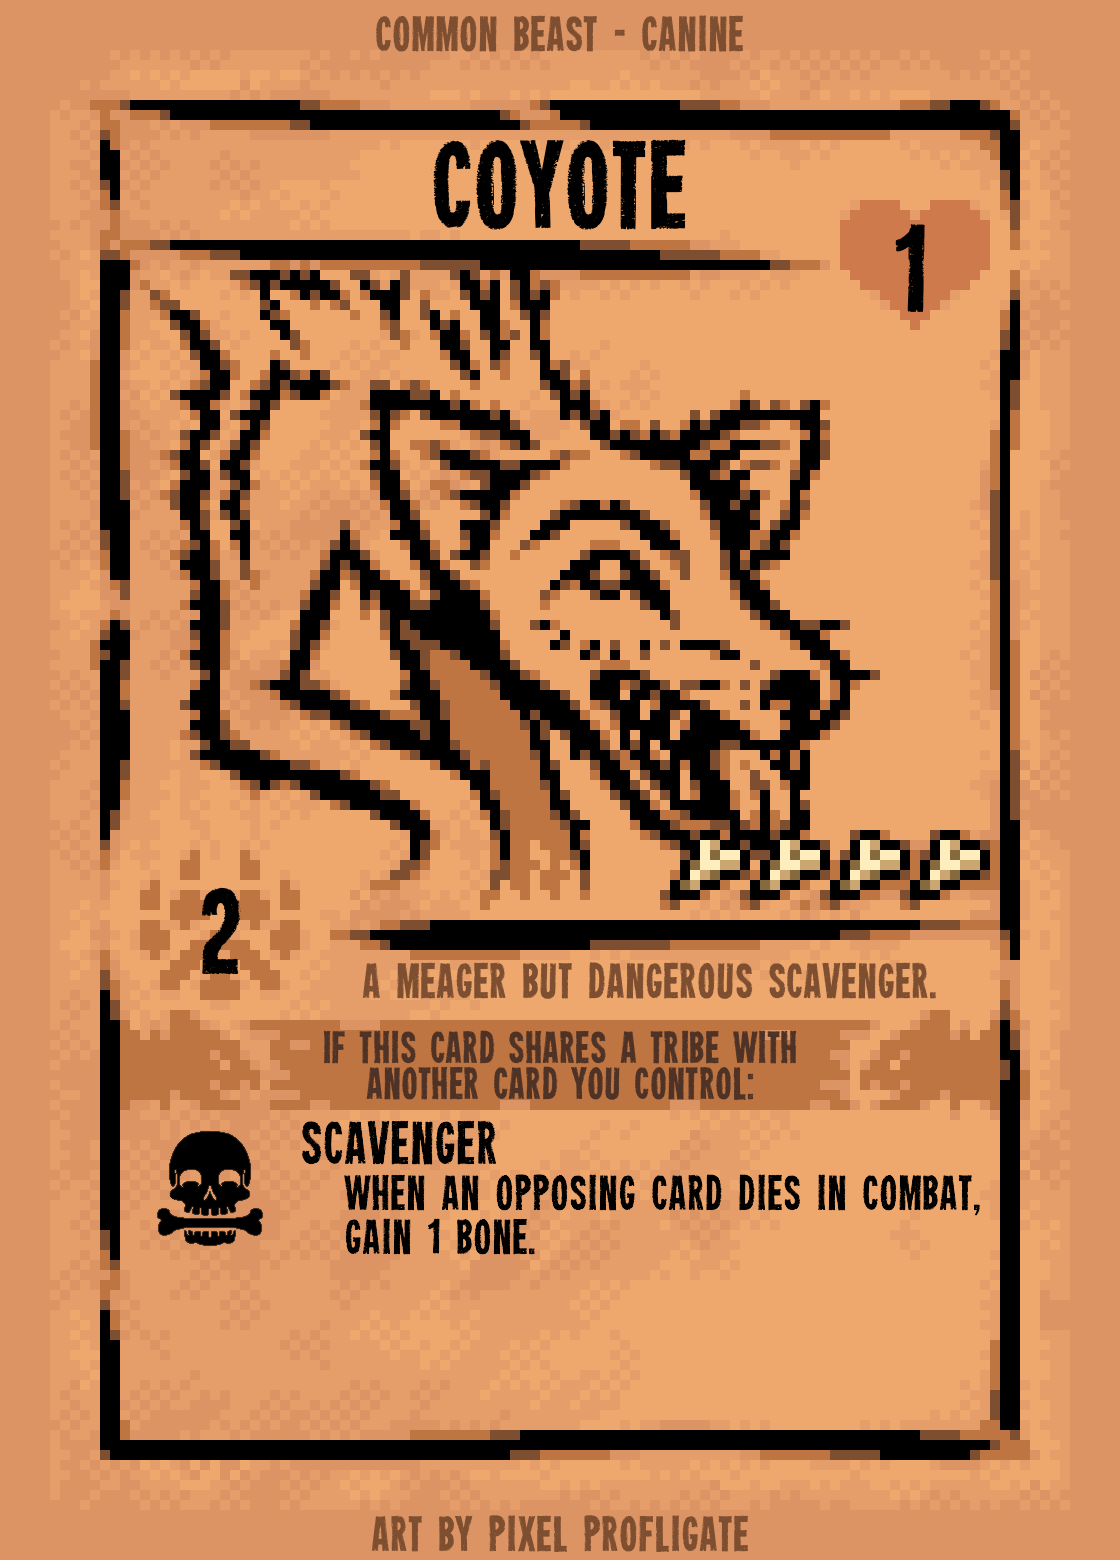 COMMON BEAST - CANINE
COYOTE
1
2
A MEAGER BUT DANGEROUS SCAVENGER.
IF THIS CARD SHARES A TRIBE WITH
ANOTHER CARD YOU CONTROL:
SCAVENGER
WHEN AN OPPOSING CARD DIES IN COMBAT,
GAIN 1 BONE.
ART BY PIXEL PROFLIGATE